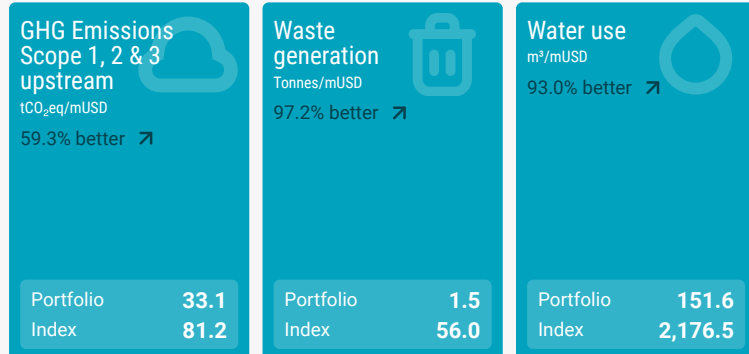 GHG Emissions
Scope 1, 2 & 3
upstream
tCO₂eq/mUSD
59.3% better
Portfolio 33.1
Index 81.2
Waste
generation
Tonnes/mUSD
97.2% better
Portfolio 1.5
Index 56.0
Water use
m³/mUSD
93.0% better
Portfolio 151.6
Index 2,176.5